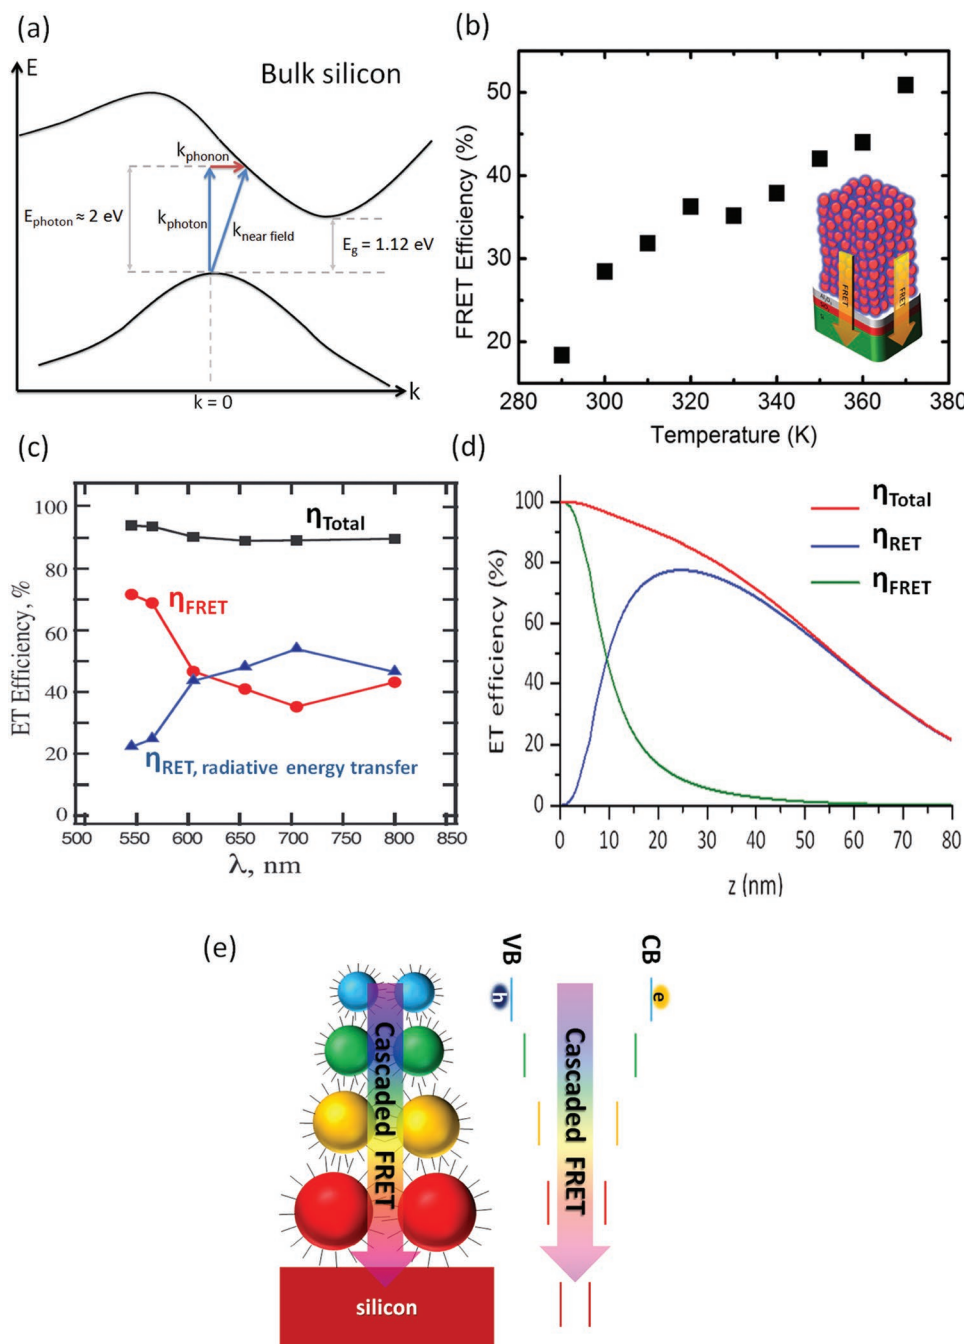 (a)
E
Bulk silicon
k_phonon
E_photon ≈ 2 eV
k_photon
k_near field
E_g = 1.12 eV
k = 0
k
(b)
FRET Efficiency (%)
50
40
30
20
280 300 320 340 360 380
Temperature (K)
FRET
FRET
(c)
ET Efficiency, %
100
80
60
40
20
0
η_Total
η_FRET
η_RET, radiative energy transfer
500 550 600 650 700 750 800 850
λ, nm
(d)
ET efficiency (%)
100
80
60
40
20
0
η_Total
η_RET
η_FRET
0 10 20 30 40 50 60 70 80
z (nm)
(e)
VB
CB
h
e
Cascaded FRET
Cascaded FRET
silicon